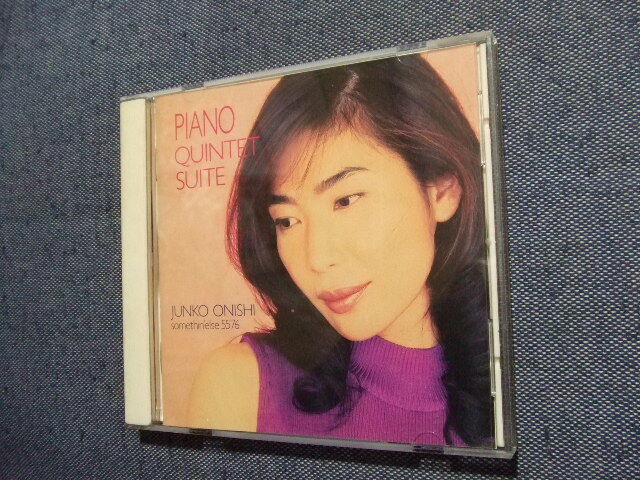 PIANO
QUINTET
SUITE
JUNKO ONISHI
somethin'else 5576